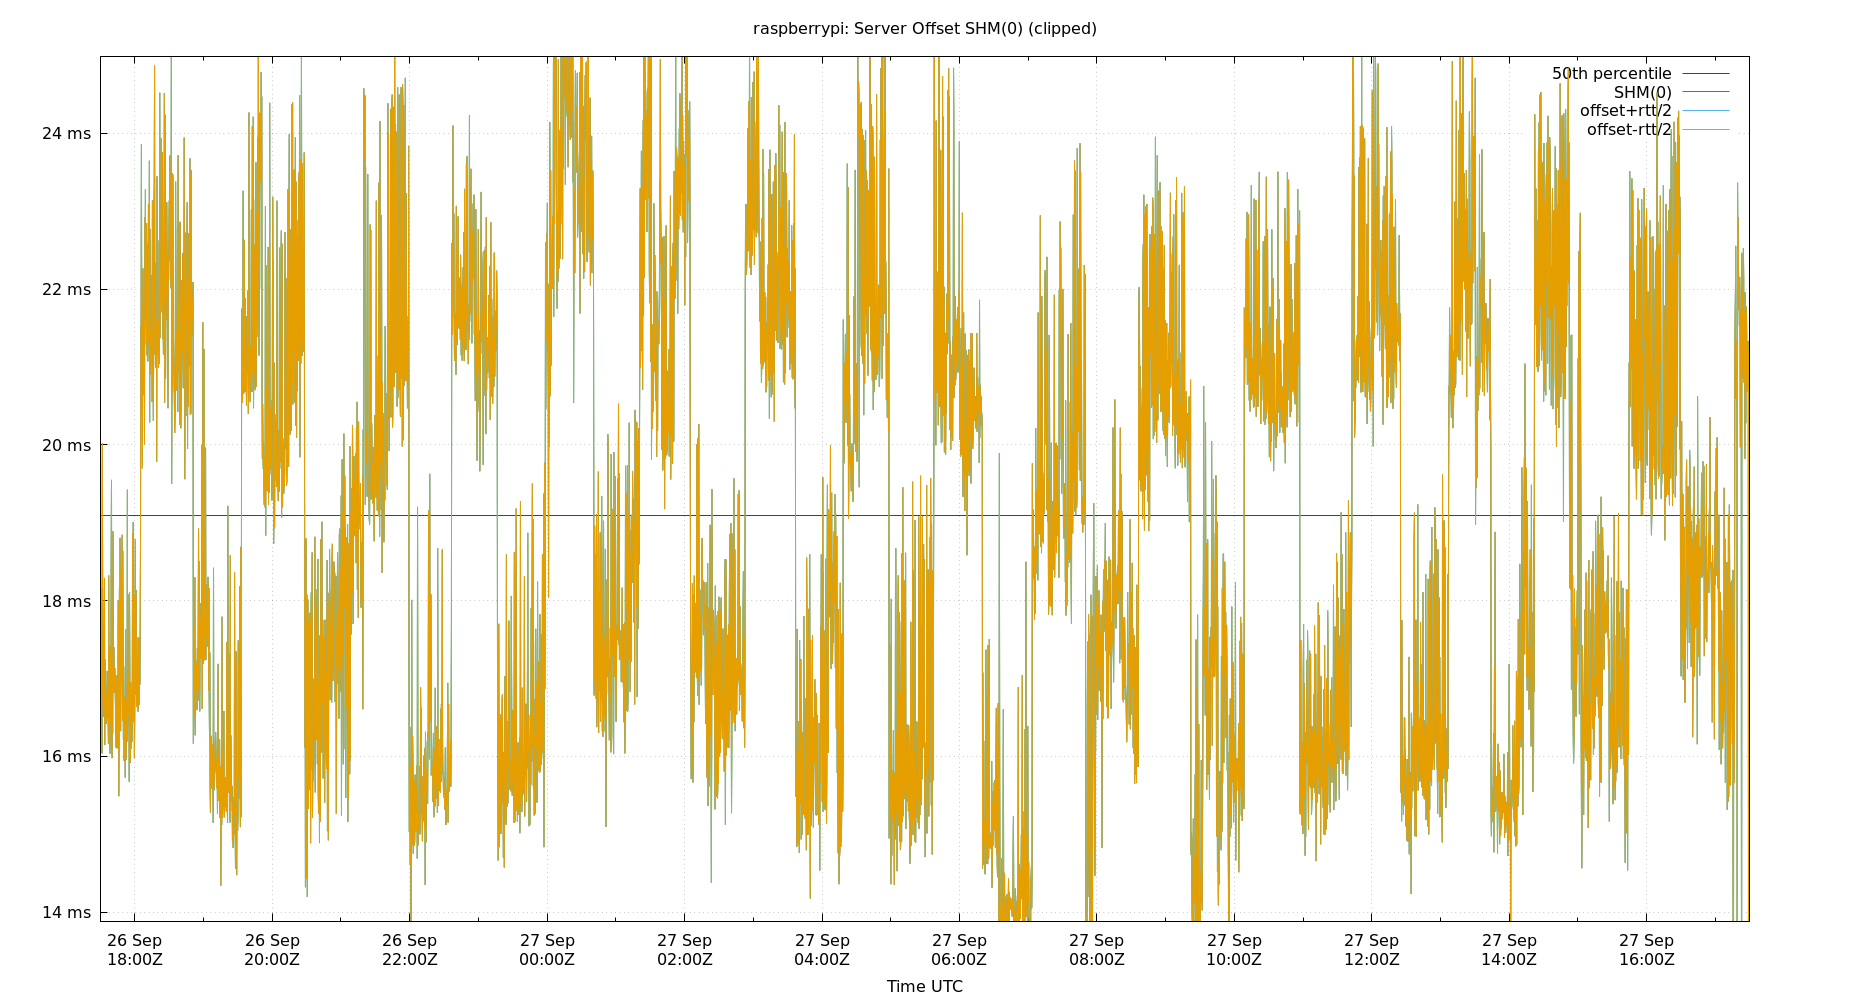 raspberrypi: Server Offset SHM(0) (clipped)
50th percentile
SHM(0)
offset+rtt/2
offset-rtt/2
24 ms
22 ms
20 ms
18 ms
16 ms
14 ms
26 Sep 26 Sep 26 Sep 27 Sep 27 Sep 27 Sep 27 Sep 27 Sep 27 Sep 27 Sep 27 Sep 27 Sep
18:00Z 20:00Z 22:00Z 00:00Z 02:00Z 04:00Z 06:00Z 08:00Z 10:00Z 12:00Z 14:00Z 16:00Z
Time UTC